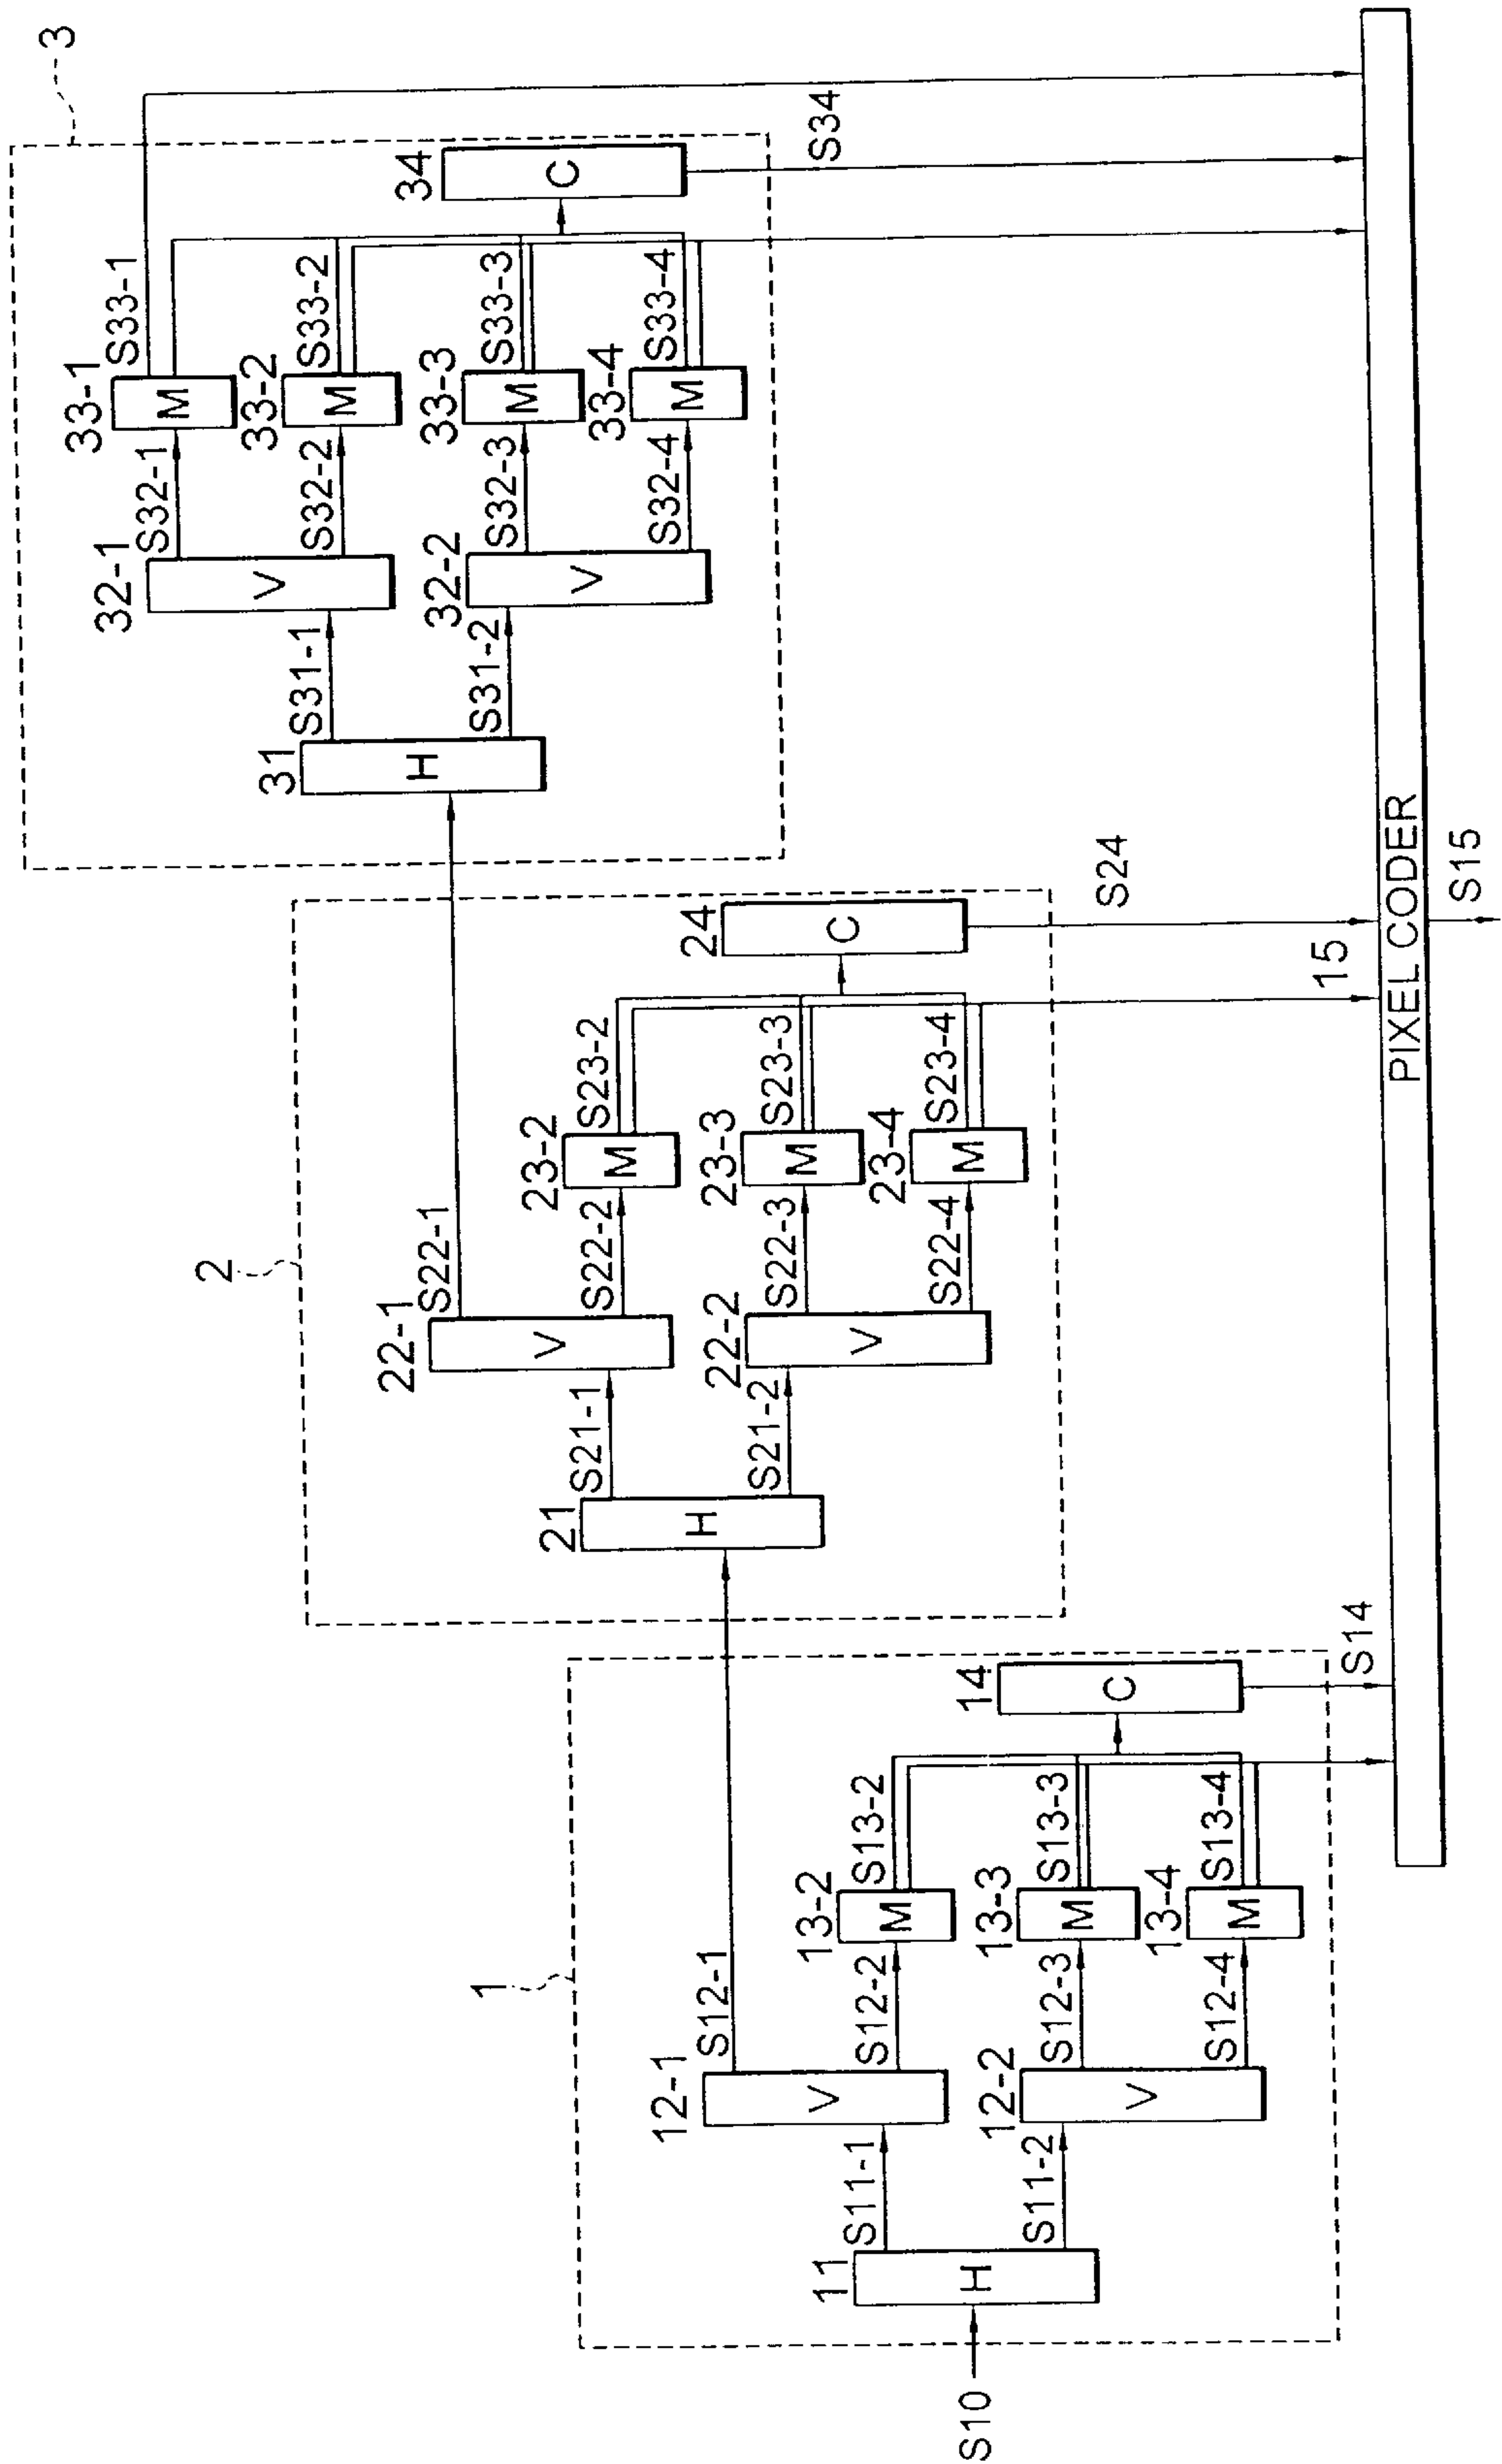 3
33-1
S33-1
S32-1
32-1
M
33-2
S33-2
34
C
S34
S32-2
V
M
S31-1
33-3
S33-3
31
32-2
S32-3
M
33-4
S33-4
H
S31-2
V
S32-4
M
2
22-1
S22-1
23-2
S23-2
24
C
S24
S22-2
V
M
S21-1
23-3
S23-3
21
22-2
S22-3
M
23-4
S23-4
H
S21-2
V
S22-4
M
15
PIXEL CODER
S15
1
12-1
S12-1
13-2
S13-2
14
C
S14
S12-2
V
M
S11-1
13-3
S13-3
11
12-2
S12-3
M
13-4
S13-4
H
S11-2
V
S12-4
M
S10